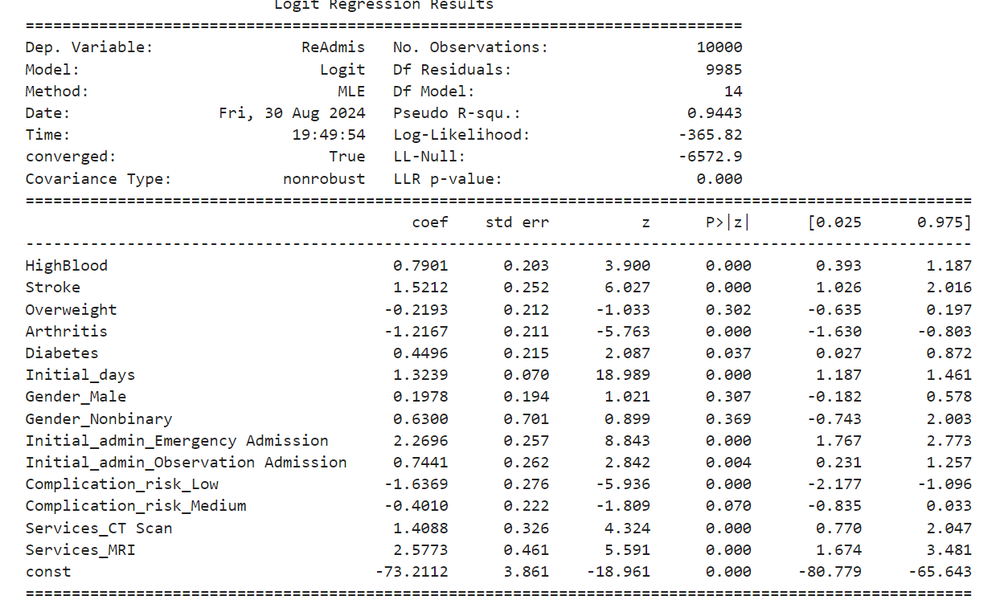 Logit Regression Results
==============================================================================
Dep. Variable:                 ReAdmis   No. Observations:                10000
Model:                           Logit   Df Residuals:                     9985
Method:                            MLE   Df Model:                           14
Date:                 Fri, 30 Aug 2024   Pseudo R-squ.:                  0.9443
Time:                         19:49:54   Log-Likelihood:                -365.82
converged:                        True   LL-Null:                       -6572.9
Covariance Type:             nonrobust   LLR p-value:                     0.000
=======================================================================================================
coef    std err          z      P>|z|      [0.025      0.975]
-------------------------------------------------------------------------------------------------------
HighBlood                                0.7901      0.203      3.900      0.000       0.393       1.187
Stroke                                   1.5212      0.252      6.027      0.000       1.026       2.016
Overweight                              -0.2193      0.212     -1.033      0.302      -0.635       0.197
Arthritis                               -1.2167      0.211     -5.763      0.000      -1.630      -0.803
Diabetes                                 0.4496      0.215      2.087      0.037       0.027       0.872
Initial_days                             1.3239      0.070     18.989      0.000       1.187       1.461
Gender_Male                              0.1978      0.194      1.021      0.307      -0.182       0.578
Gender_Nonbinary                         0.6300      0.701      0.899      0.369      -0.743       2.003
Initial_admin_Emergency Admission        2.2696      0.257      8.843      0.000       1.767       2.773
Initial_admin_Observation Admission      0.7441      0.262      2.842      0.004       0.231       1.257
Complication_risk_Low                   -1.6369      0.276     -5.936      0.000      -2.177      -1.096
Complication_risk_Medium                -0.4010      0.222     -1.809      0.070      -0.835       0.033
Services_CT Scan                         1.4088      0.326      4.324      0.000       0.770       2.047
Services_MRI                             2.5773      0.461      5.591      0.000       1.674       3.481
const                                  -73.2112      3.861    -18.961      0.000     -80.779     -65.643
=======================================================================================================